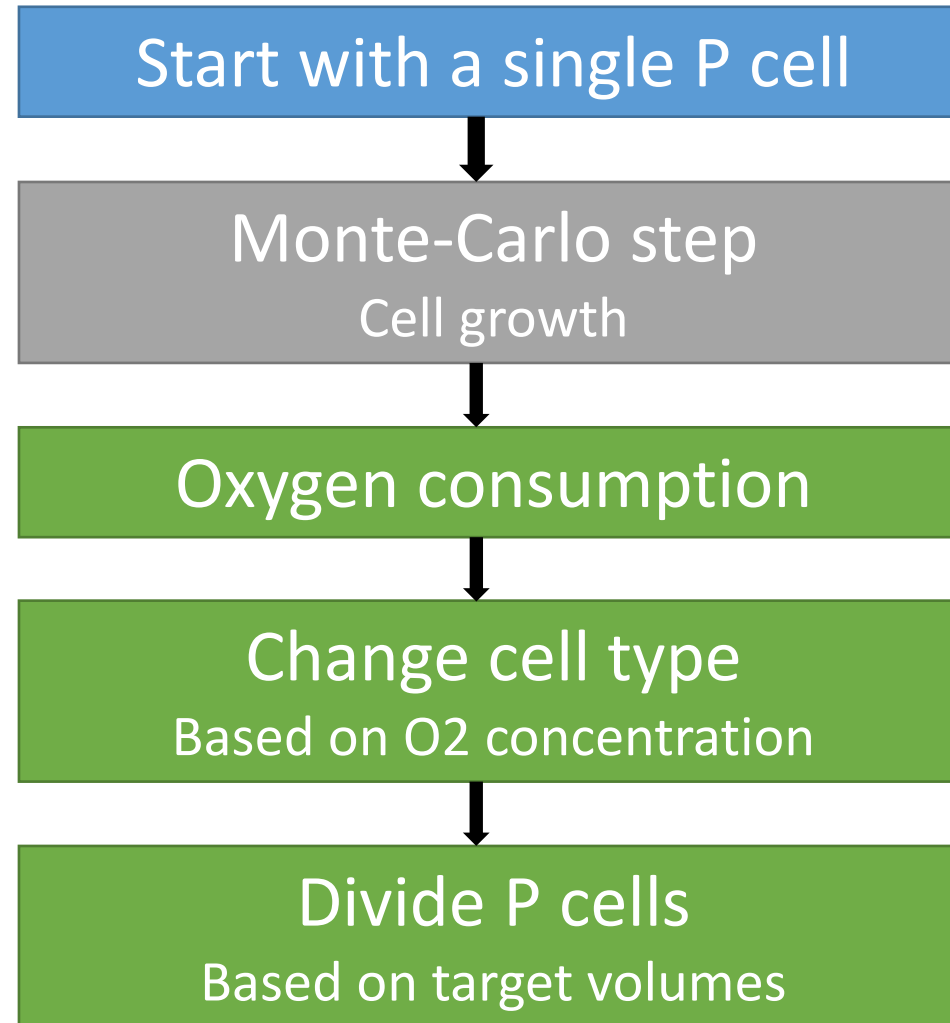 Start with a single P cell
Monte-Carlo step
Cell growth
Oxygen consumption
Change cell type
Based on O2 concentration
Divide P cells
Based on target volumes